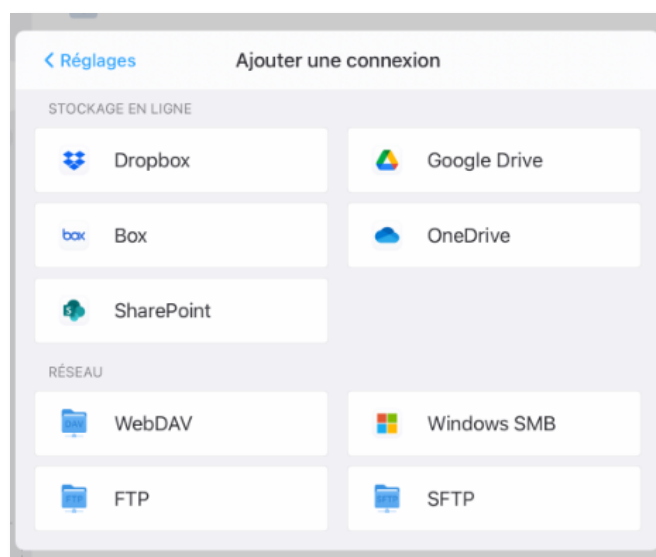 Réglages Ajouter une connexion
STOCKAGE EN LIGNE
Dropbox Google Drive
box Box OneDrive
S SharePoint
RÉSEAU
DAV WebDAV Windows SMB
FTP FTP SFTP SFTP